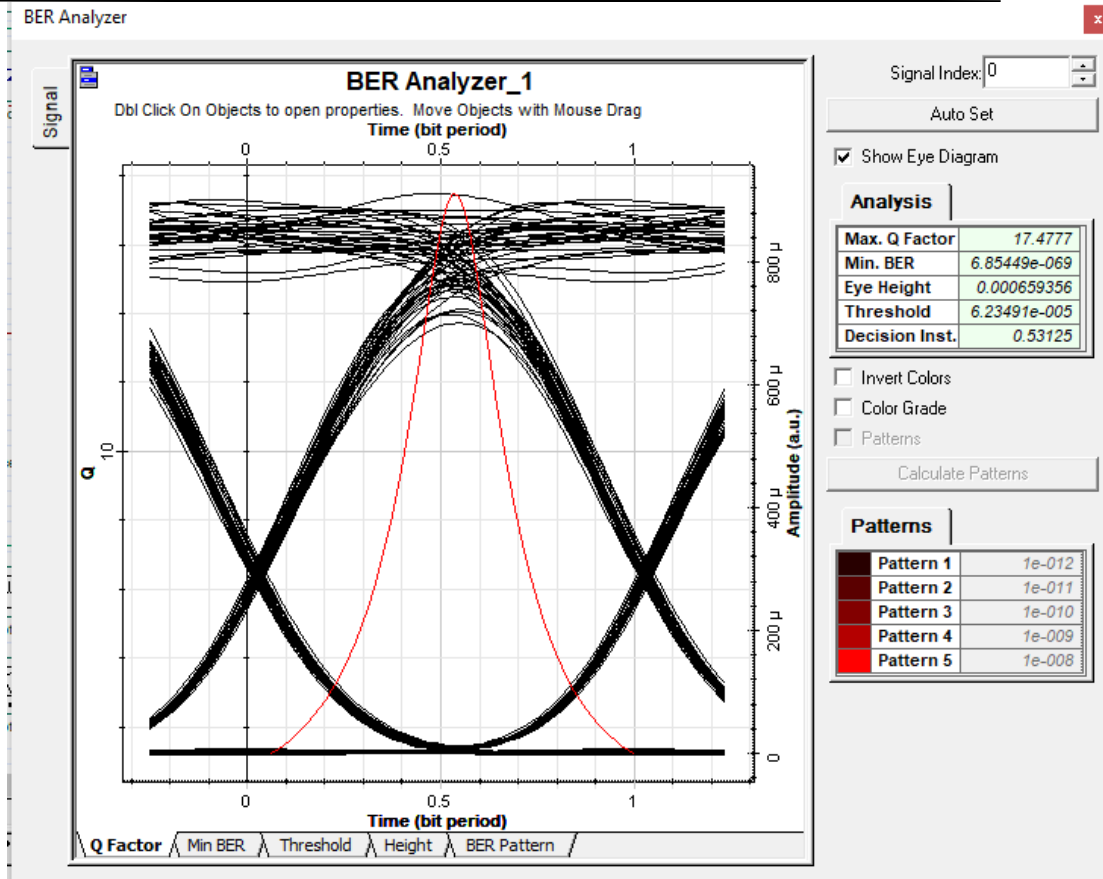 BER Analyzer
x
Signal
BER Analyzer_1
Dbl Click On Objects to open properties. Move Objects with Mouse Drag
Time (bit period)
0 0.5 1
Q
10
800 µ
600 µ
400 µ
200 µ
0
Amplitude (a.u.)
0 0.5 1
Time (bit period)
Q Factor Min BER Threshold Height BER Pattern
Signal Index: 0
Auto Set
Show Eye Diagram
Analysis
Max. Q Factor 17.4777
Min. BER 6.85449e-069
Eye Height 0.000659356
Threshold 6.23491e-005
Decision Inst. 0.53125
Invert Colors
Color Grade
Patterns
Calculate Patterns
Patterns
Pattern 1 1e-012
Pattern 2 1e-011
Pattern 3 1e-010
Pattern 4 1e-009
Pattern 5 1e-008